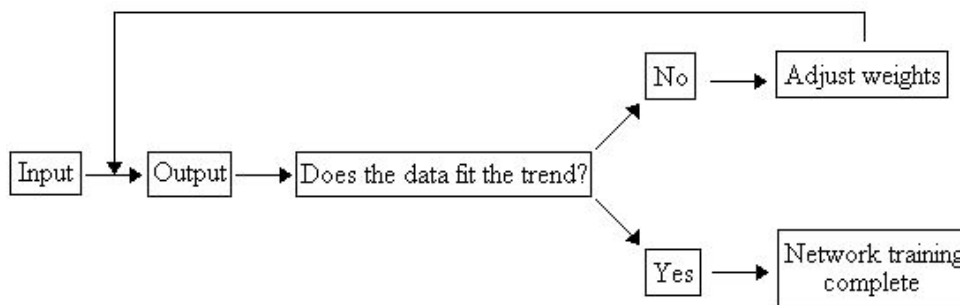 No
Adjust weights
Input
Output
Does the data fit the trend?
Yes
Network training
complete